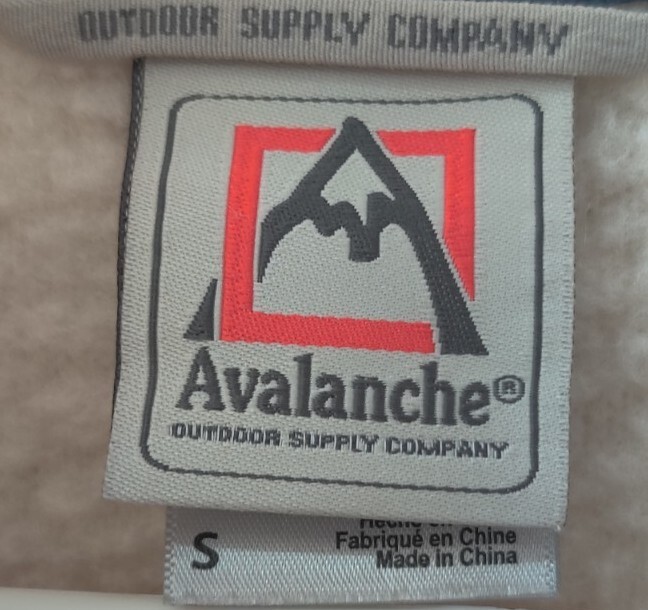 OUTDOOR SUPPLY COMPANY
Avalanche®
OUTDOOR SUPPLY COMPANY
S
Fabriqué en Chine
Made in China